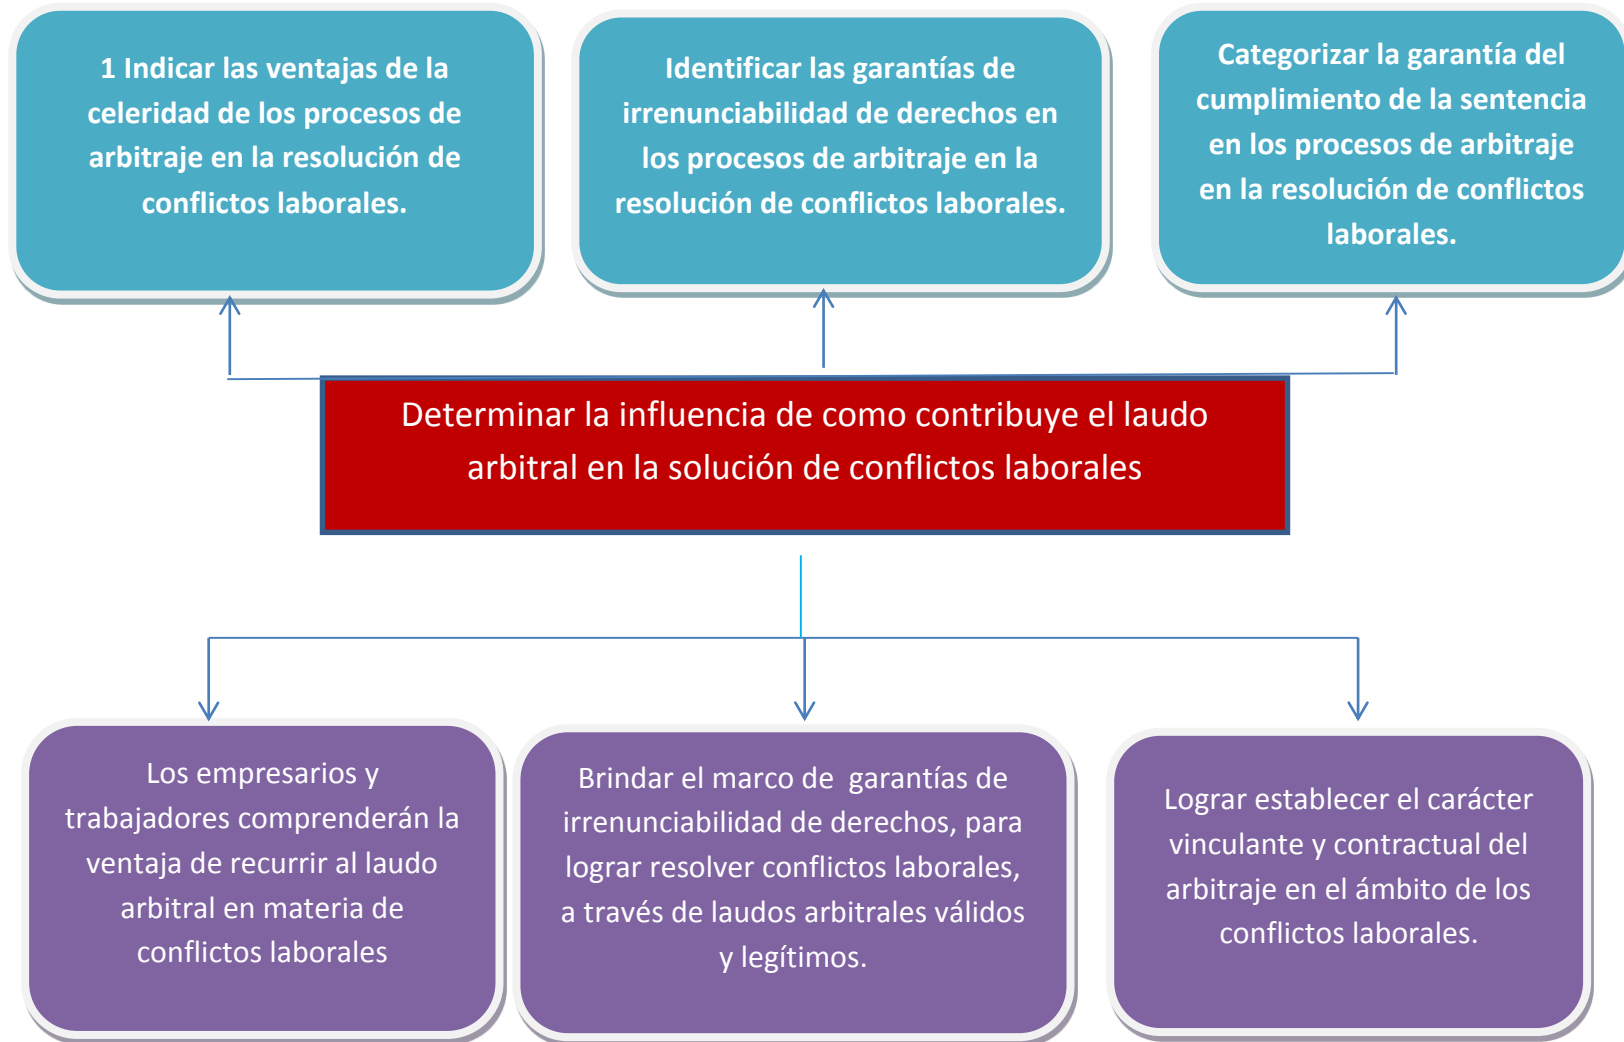 1 Indicar las ventajas de la
celeridad de los procesos de
arbitraje en la resolución de
conflictos laborales.
Identificar las garantías de
irrenunciabilidad de derechos en
los procesos de arbitraje en la
resolución de conflictos laborales.
Categorizar la garantía del
cumplimiento de la sentencia
en los procesos de arbitraje
en la resolución de conflictos
laborales.
Determinar la influencia de como contribuye el laudo
arbitral en la solución de conflictos laborales
Los empresarios y
trabajadores comprenderán la
ventaja de recurrir al laudo
arbitral en materia de
conflictos laborales
Brindar el marco de  garantías de
irrenunciabilidad de derechos, para
lograr resolver conflictos laborales,
a través de laudos arbitrales válidos
y legítimos.
Lograr establecer el carácter
vinculante y contractual del
arbitraje en el ámbito de los
conflictos laborales.